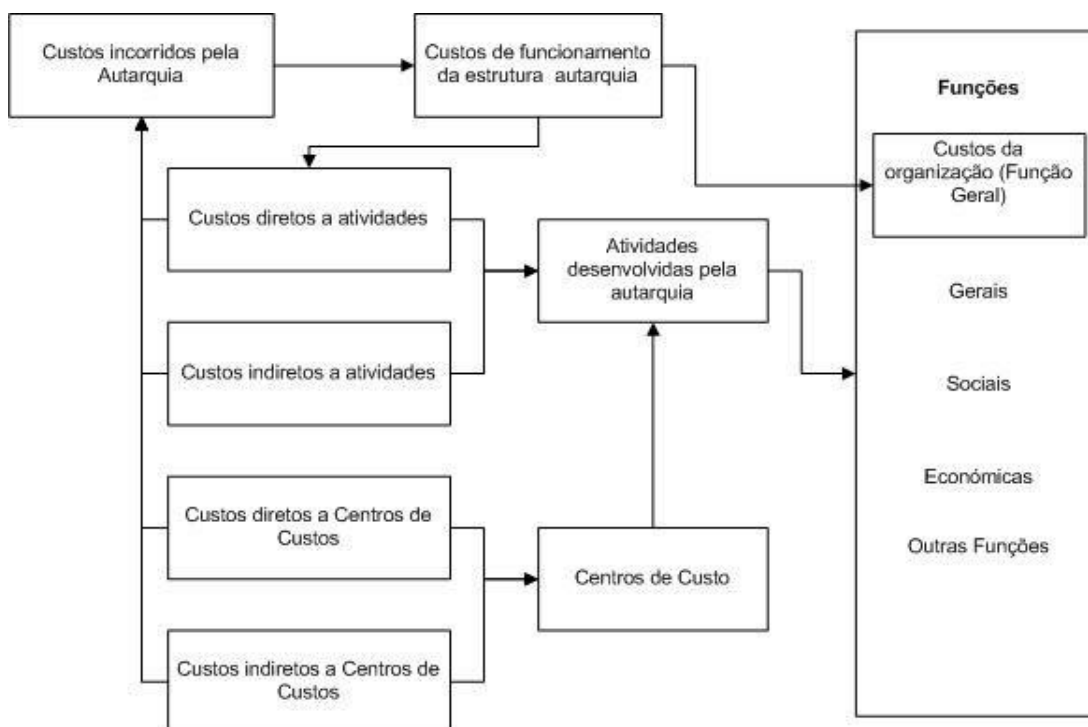 Custos incorridos pela
Autarquia
Custos de funcionamento
da estrutura autarquia
Funções
Custos da
organização (Função
Geral)
Custos diretos a atividades
Atividades
desenvolvidas pela
autarquia
Gerais
Custos indiretos a atividades
Sociais
Custos diretos a Centros de
Custos
Económicas
Centros de Custo
Outras Funções
Custos indiretos a Centros de
Custos